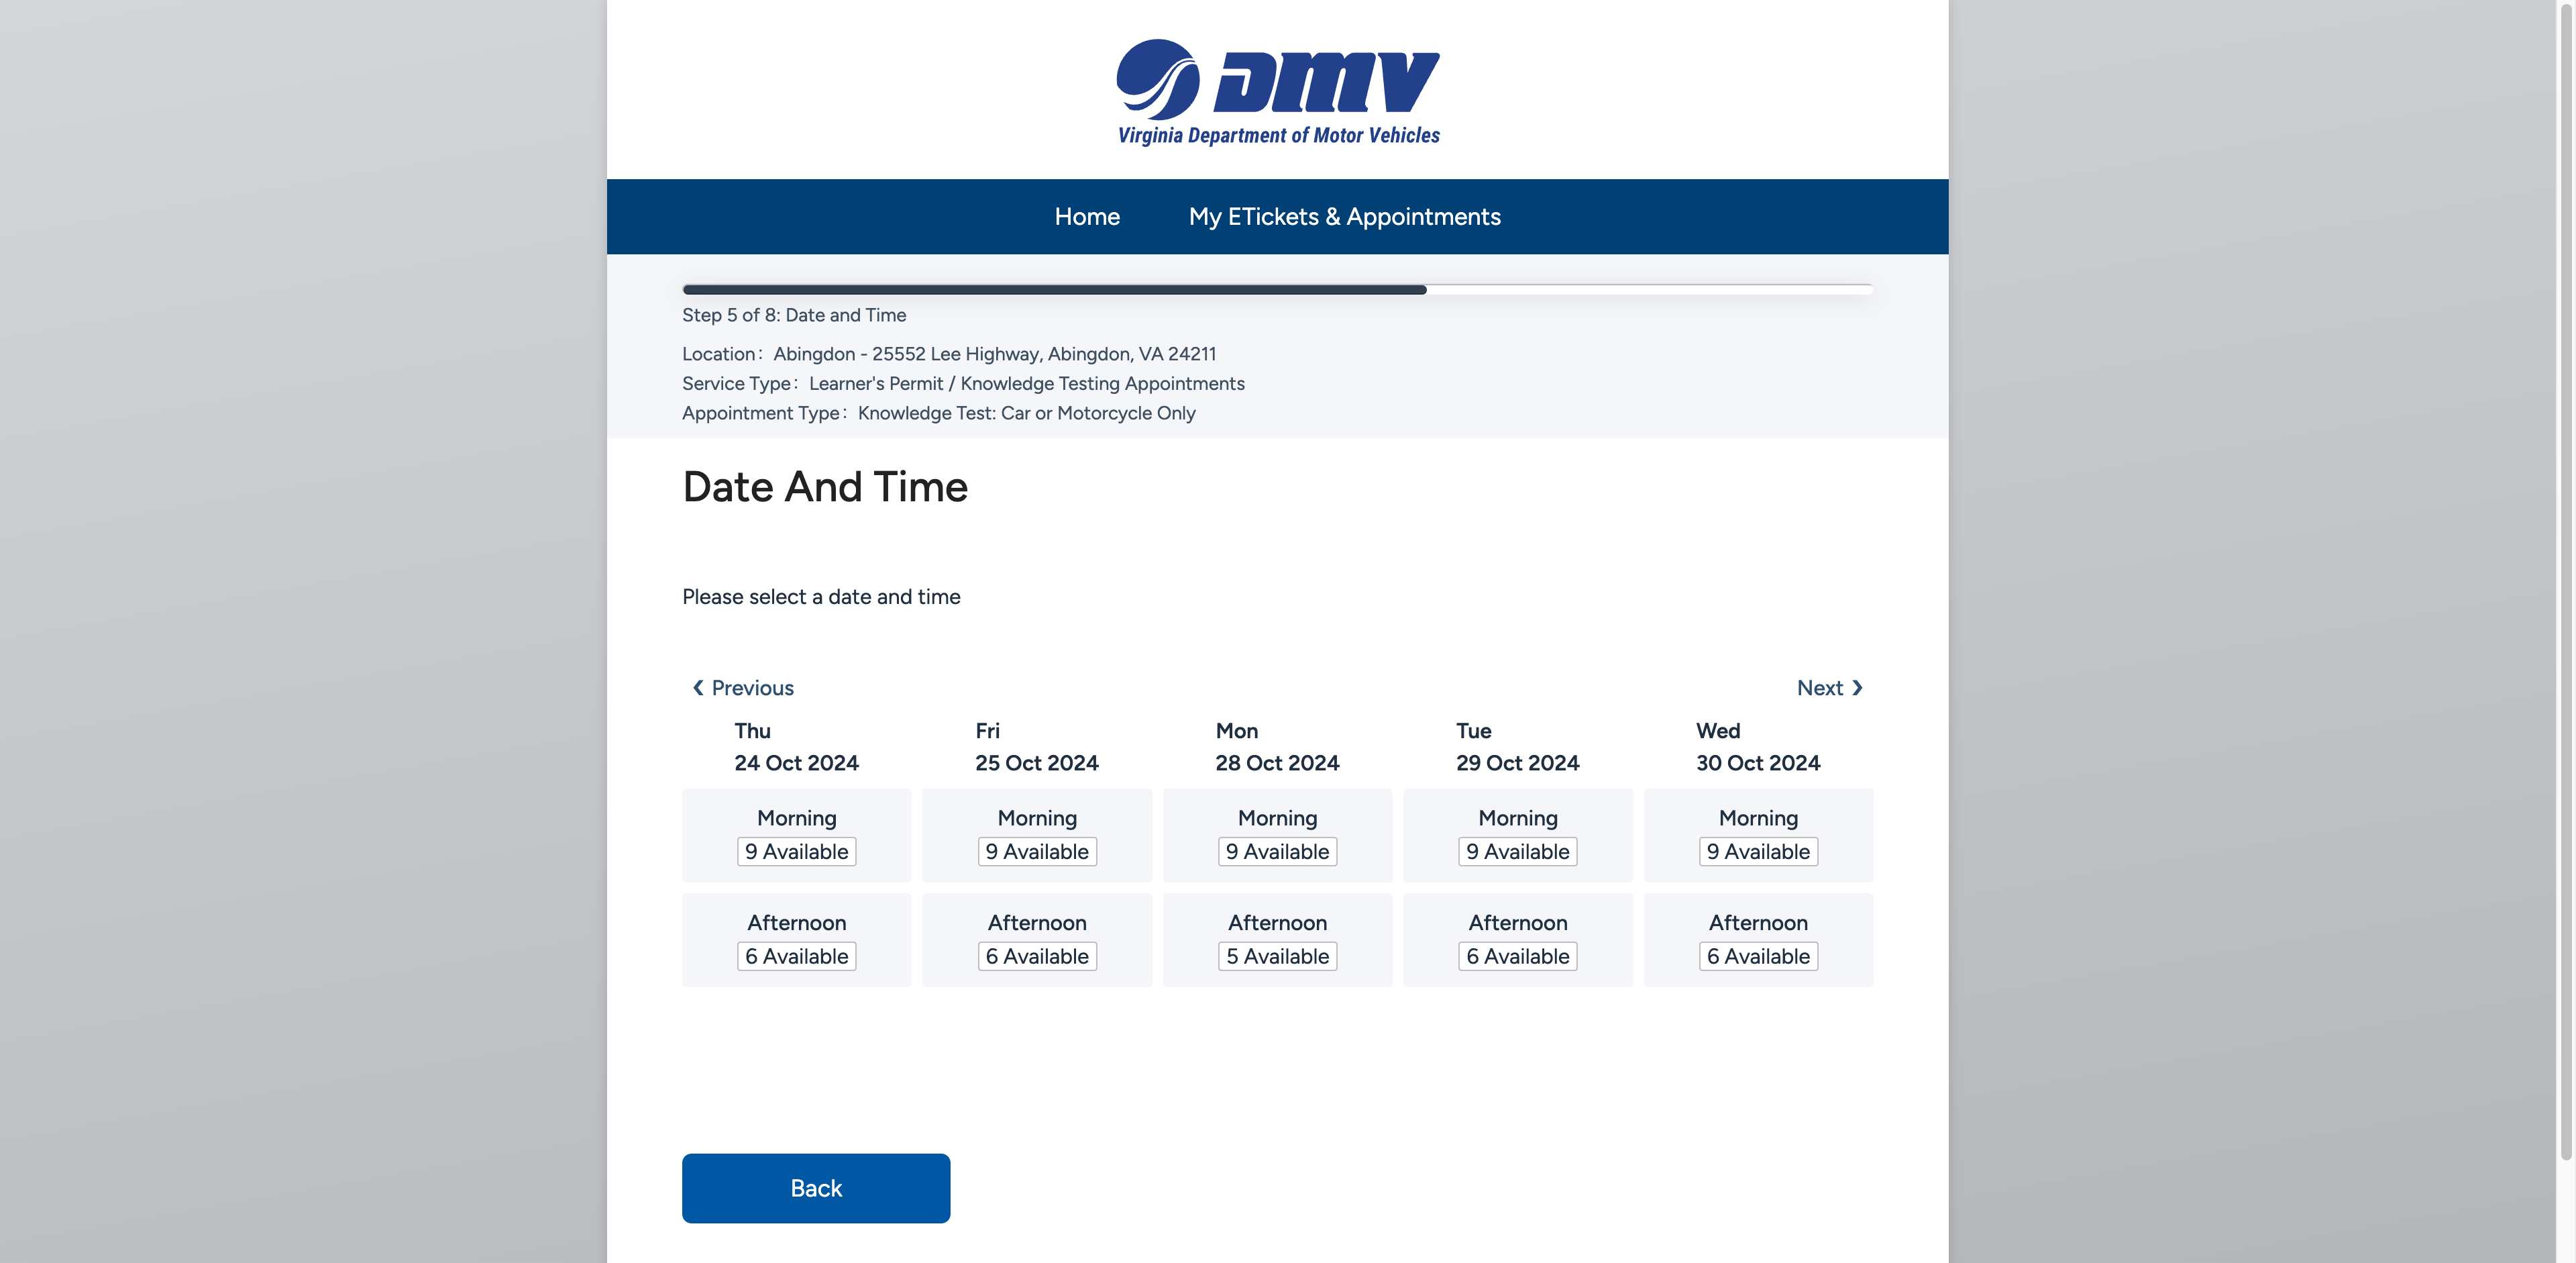 DMV
Virginia Department of Motor Vehicles
Home My ETickets & Appointments
Step 5 of 8: Date and Time
Location: Abingdon - 25552 Lee Highway, Abingdon, VA 24211
Service Type: Learner's Permit / Knowledge Testing Appointments
Appointment Type: Knowledge Test: Car or Motorcycle Only
Date And Time
Please select a date and time
❮ Previous Next ❯
Thu Fri Mon Tue Wed
24 Oct 2024 25 Oct 2024 28 Oct 2024 29 Oct 2024 30 Oct 2024
Morning Morning Morning Morning Morning
9 Available 9 Available 9 Available 9 Available 9 Available
Afternoon Afternoon Afternoon Afternoon Afternoon
6 Available 6 Available 5 Available 6 Available 6 Available
Back